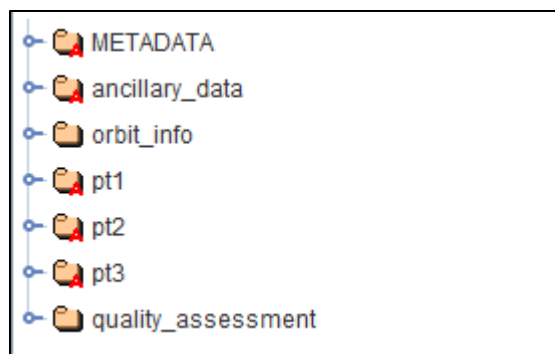 METADATA
ancillary_data
orbit_info
pt1
pt2
pt3
quality_assessment